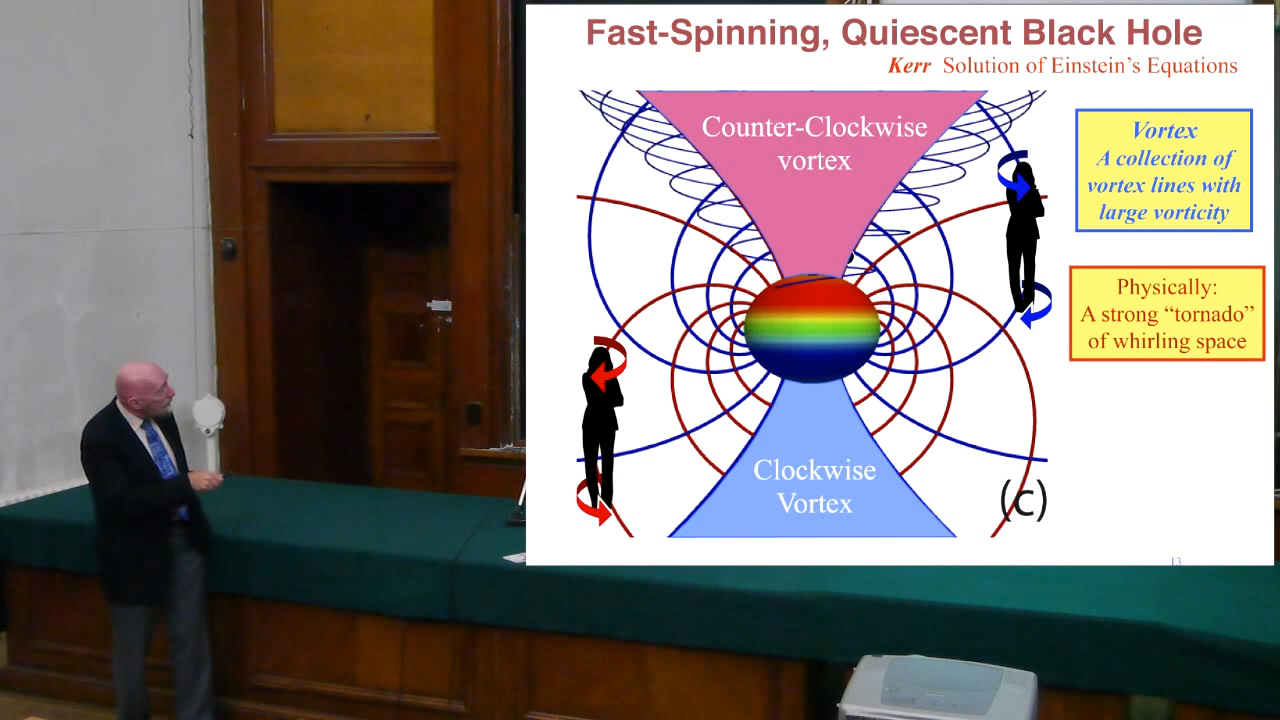 Fast-Spinning, Quiescent Black Hole
Kerr Solution of Einstein's Equations
Counter-Clockwise
vortex
Vortex
A collection of
vortex lines with
large vorticity
Physically:
A strong “tornado”
of whirling space
Clockwise
Vortex
(c)
13